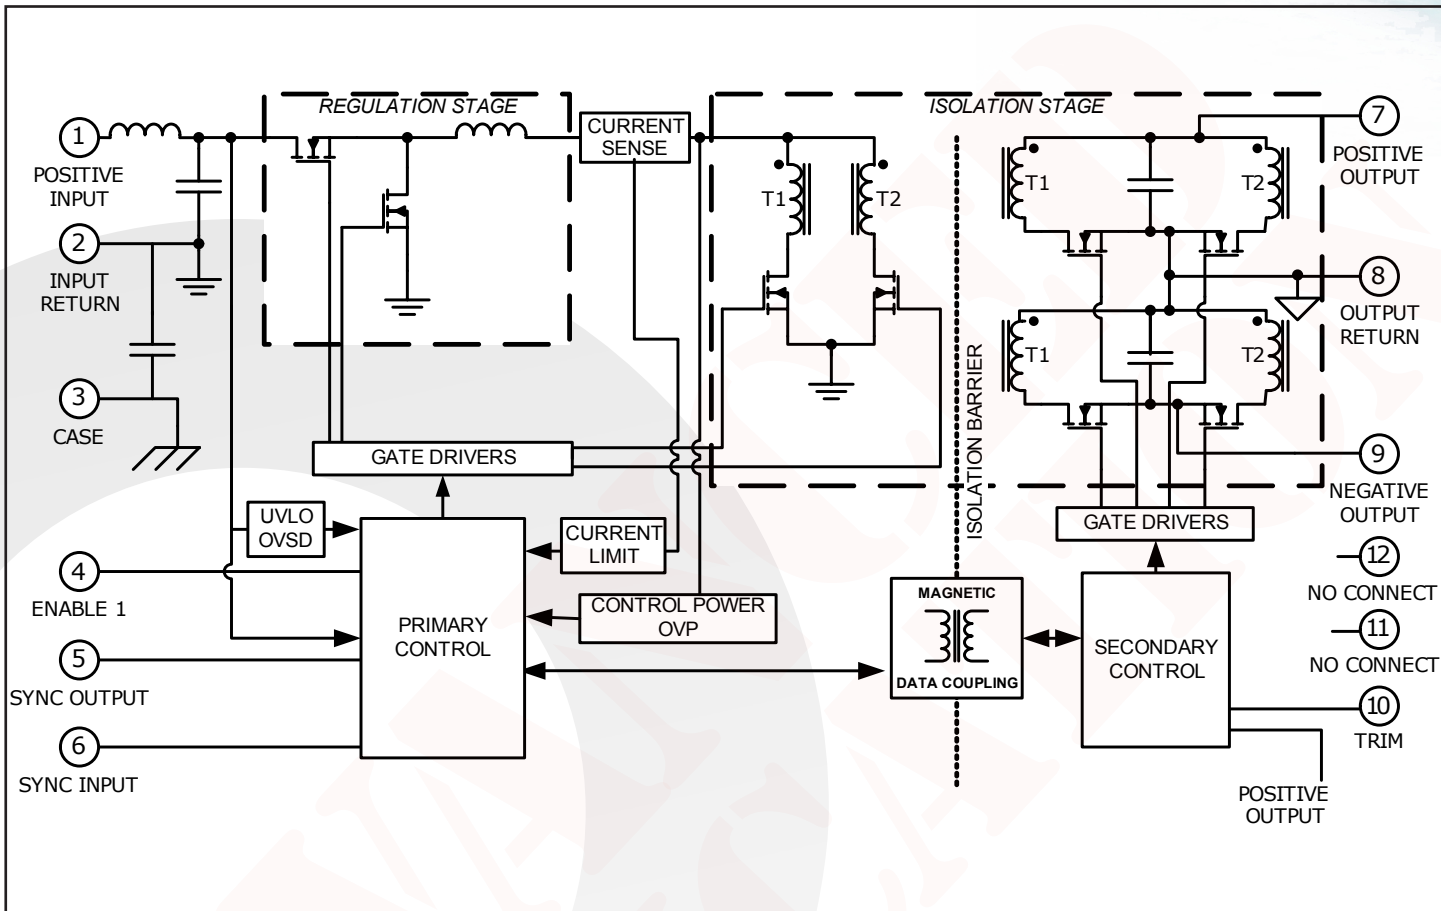 REGULATION STAGE
ISOLATION STAGE
1
POSITIVE
INPUT
CURRENT
SENSE
7
POSITIVE
OUTPUT
T1
T2
T1
T2
2
INPUT
RETURN
8
OUTPUT
RETURN
T1
T2
3
CASE
ISOLATION BARRIER
GATE DRIVERS
9
NEGATIVE
OUTPUT
UVLO
OVSD
CURRENT
LIMIT
GATE DRIVERS
12
NO CONNECT
4
ENABLE 1
CONTROL POWER
OVP
MAGNETIC
DATA COUPLING
PRIMARY
CONTROL
SECONDARY
CONTROL
11
NO CONNECT
5
SYNC OUTPUT
10
TRIM
6
SYNC INPUT
POSITIVE
OUTPUT